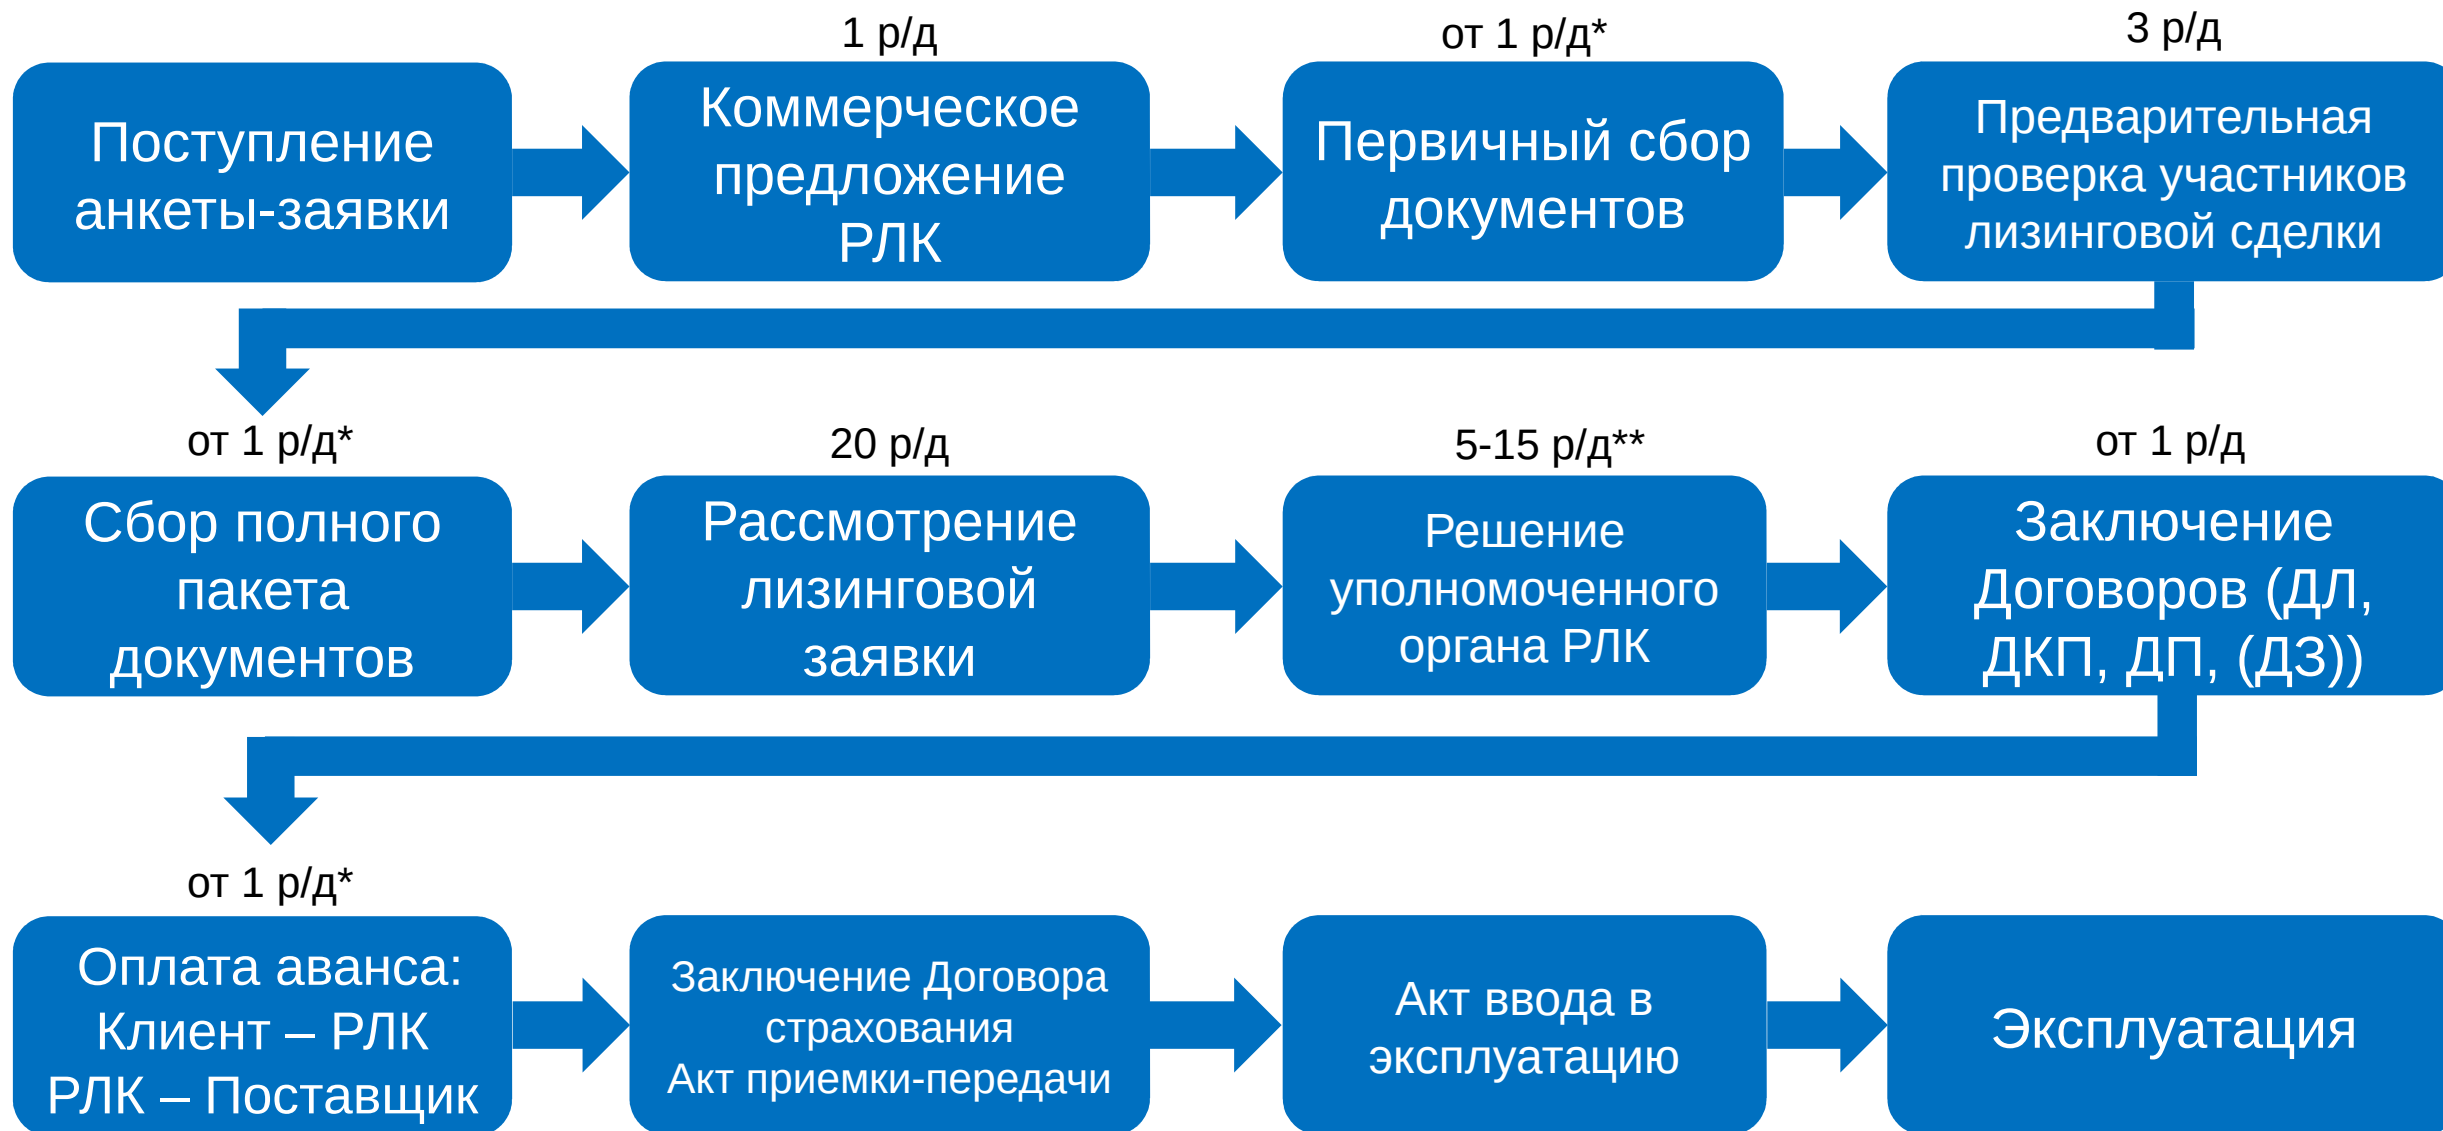 1 р/д
от 1 р/д*
3 р/д
Поступление
анкеты-заявки
Коммерческое
предложение
РЛК
Первичный сбор
документов
Предварительная
проверка участников
лизинговой сделки
от 1 р/д*
20 р/д
5-15 р/д**
от 1 р/д
Сбор полного
пакета
документов
Рассмотрение
лизинговой
заявки
Решение
уполномоченного
органа РЛК
Заключение
Договоров (ДЛ,
ДКП, ДП, (ДЗ))
от 1 р/д*
Оплата аванса:
Клиент – РЛК
РЛК – Поставщик
Заключение Договора
страхования
Акт приемки-передачи
Акт ввода в
эксплуатацию
Эксплуатация